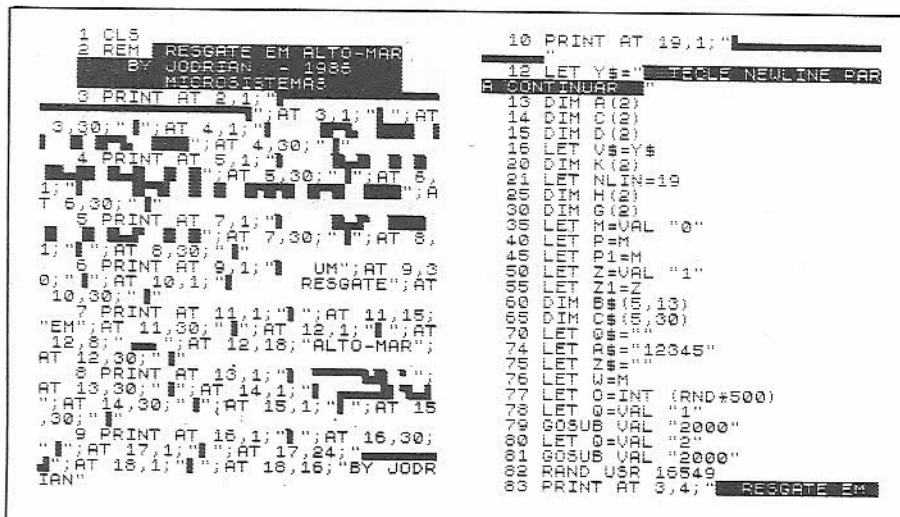 1 CLS
2 REM RESGATE EM ALTO-MAR
BY JODRIAN - 1986
MICROSISTEMAS
3 PRINT AT 2,1;"
";AT 3,1;" ";AT
3,30;" ";AT 4,1;"
";AT 4,30;" "
4 PRINT AT 5,1;"
";AT 5,30;" ";AT 6,
1;" ";A
T 6,30;" "
5 PRINT AT 7,1;"
";AT 7,30;" ";AT 8,
1;" ";AT 8,30;" "
6 PRINT AT 9,1;" UM";AT 9,3
0;" ";AT 10,1;" RESGATE";AT
10,30;" "
7 PRINT AT 11,1;" ";AT 11,15;
"EM";AT 11,30;" ";AT 12,1;" ";AT
12,8;" ";AT 12,18;"ALTO-MAR";
AT 12,30;" "
8 PRINT AT 13,1;" ";
AT 13,30;" ";AT 14,1;"
";AT 14,30;" ";AT 15,1;" ";AT 15
,30;" "
9 PRINT AT 16,1;" ";AT 16,30;
" ";AT 17,1;" ";AT 17,24;"
";AT 18,1;" ";AT 18,16;"BY JODR
IAN"
10 PRINT AT 19,1;"
"
12 LET Y$=" TECLE NEWLINE PAR
A CONTINUAR "
13 DIM A(2)
14 DIM C(2)
15 DIM D(2)
16 LET V$=Y$
20 DIM K(2)
21 LET NLIN=19
25 DIM H(2)
30 DIM G(2)
35 LET M=VAL "0"
40 LET P=M
45 LET P1=M
50 LET Z=VAL "1"
55 LET Z1=Z
60 DIM B$(5,13)
65 DIM C$(5,30)
70 LET Q$=""
74 LET A$="12345"
75 LET Z$=""
76 LET W=M
77 LET O=INT (RND*500)
78 LET Q=VAL "1"
79 GOSUB VAL "2000"
80 LET Q=VAL "2"
81 GOSUB VAL "2000"
82 RAND USR 16549
83 PRINT AT 3,4;" RESGATE EM